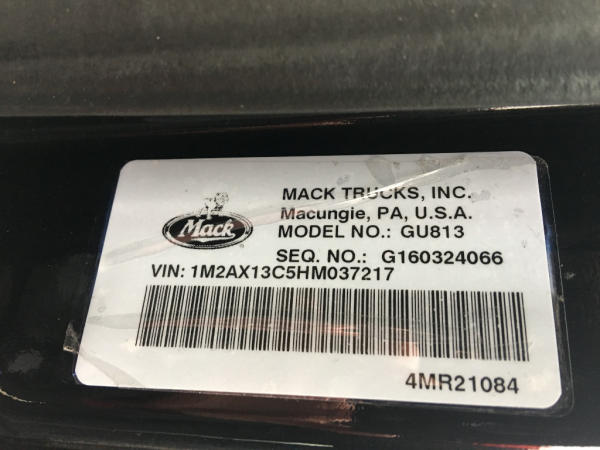 MACK TRUCKS, INC.
Mack
Macungie, PA, U.S.A.
MODEL NO.: GU813
SEQ. NO.: G160324066
VIN: 1M2AX13C5HM037217
4MR21084